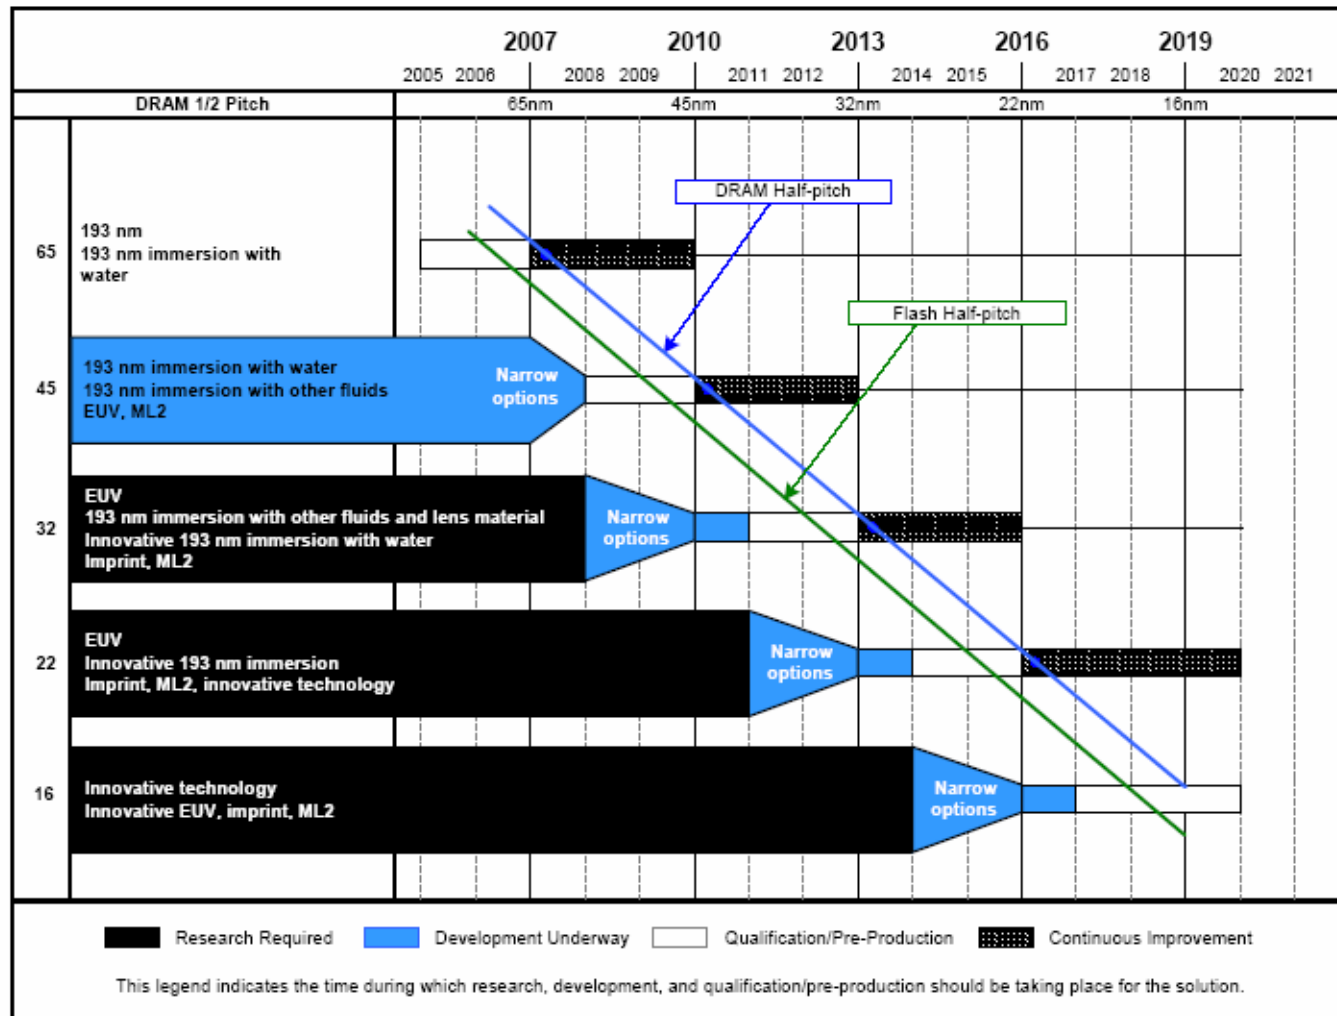 2007 2010 2013 2016 2019
2005 2006 2008 2009 2011 2012 2014 2015 2017 2018 2020 2021
DRAM 1/2 Pitch 65nm 45nm 32nm 22nm 16nm
DRAM Half-pitch
65
193 nm
193 nm immersion with
water
Flash Half-pitch
45
193 nm immersion with water
193 nm immersion with other fluids
EUV, ML2
Narrow
options
32
EUV
193 nm immersion with other fluids and lens material
Innovative 193 nm immersion with water
Imprint, ML2
Narrow
options
22
EUV
Innovative 193 nm immersion
Imprint, ML2, innovative technology
Narrow
options
16
Innovative technology
Innovative EUV, imprint, ML2
Narrow
options
Research Required Development Underway Qualification/Pre-Production Continuous Improvement
This legend indicates the time during which research, development, and qualification/pre-production should be taking place for the solution.